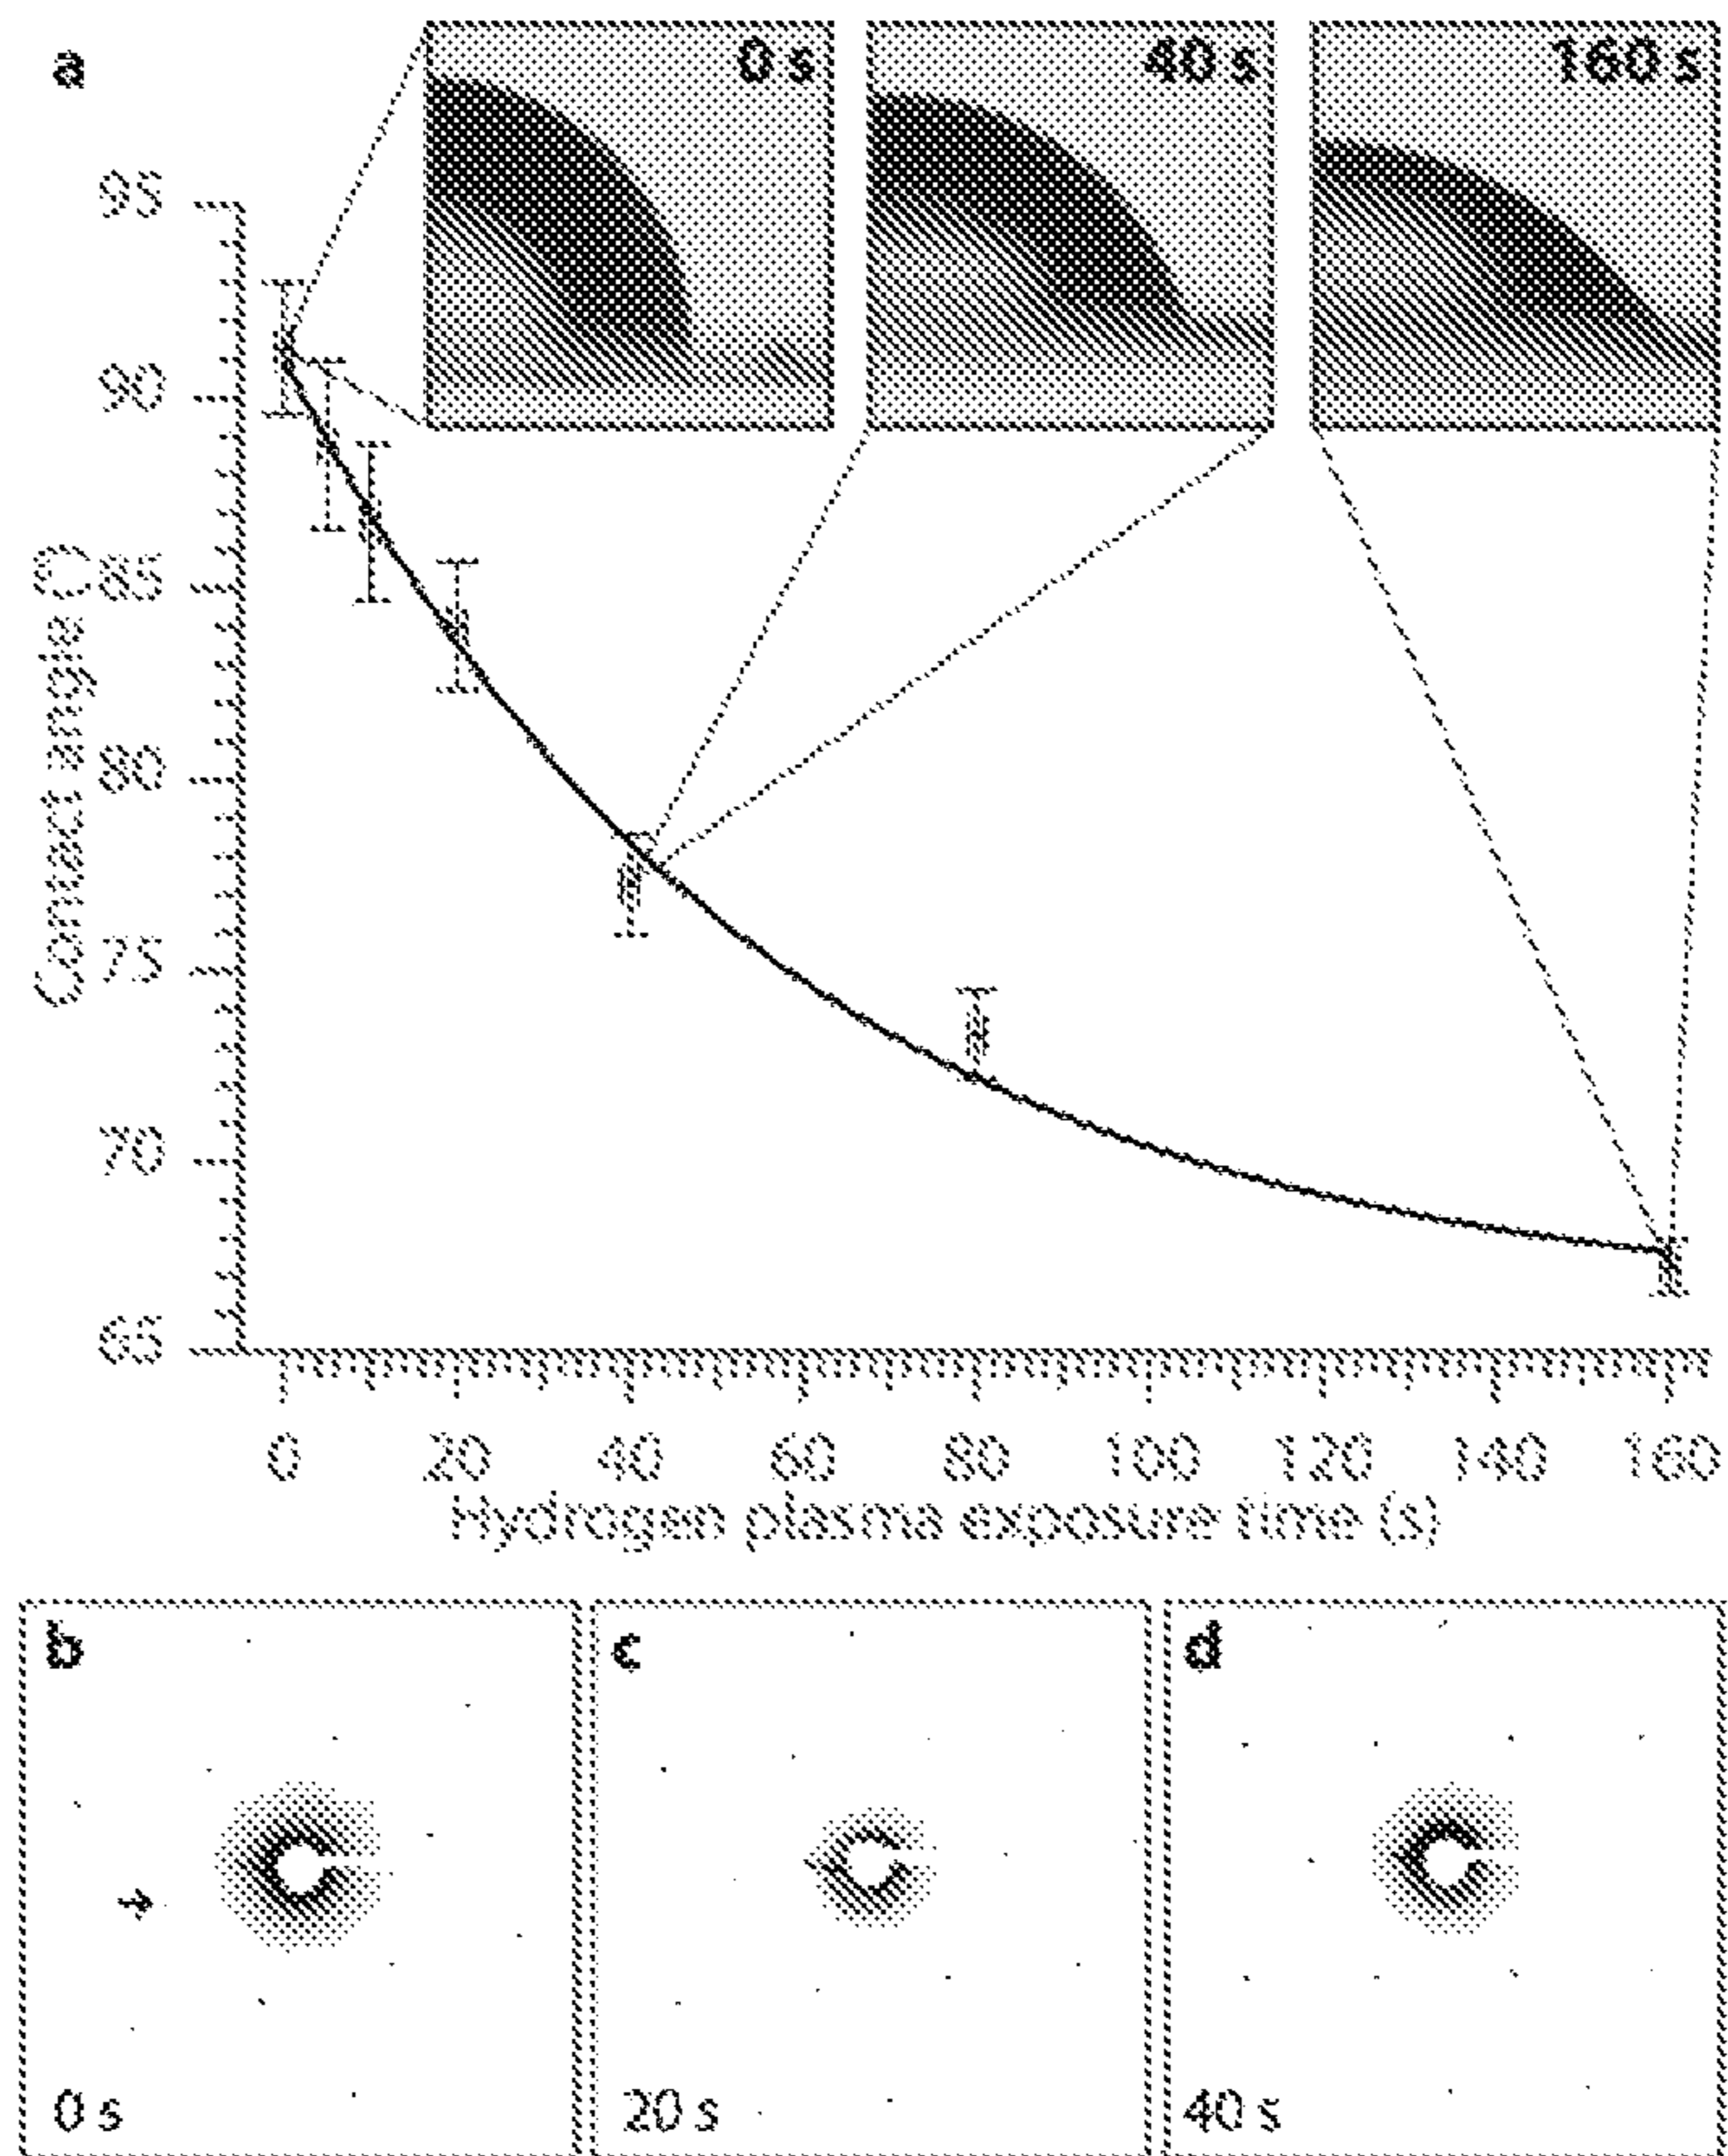 a
0 s
40 s
160 s
95
90
85
80
75
70
65
Contact angle (°)
0 20 40 60 80 100 120 140 160
Hydrogen plasma exposure time (s)
b
c
d
0 s
20 s
40 s